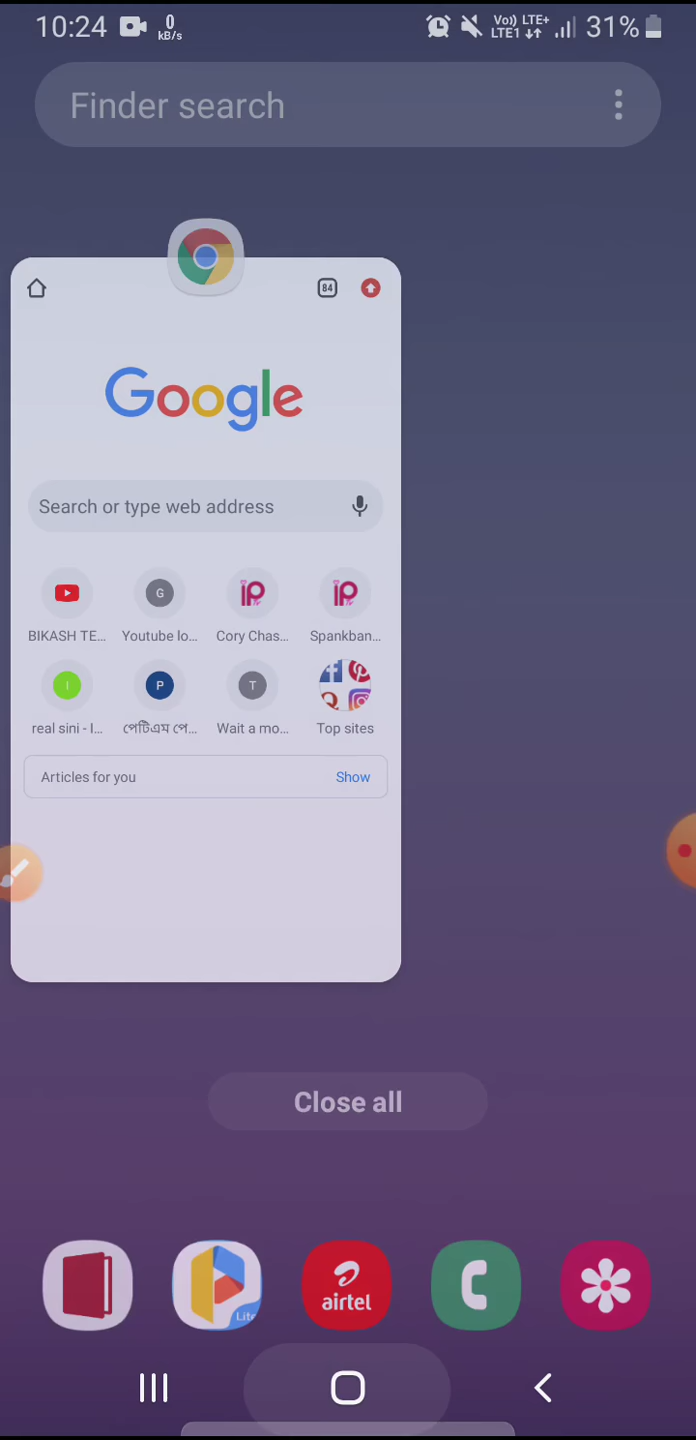 10:24 0 kB/s Vo)) LTE+ LTE1 31%
Finder search
84
Google
Search or type web address
BIKASH TE... G Youtube lo... Cory Chas... Spankban...
I real sini - I... P পেটিএম পে... T Wait a mo... Top sites
Articles for you Show
Close all
Lite airtel